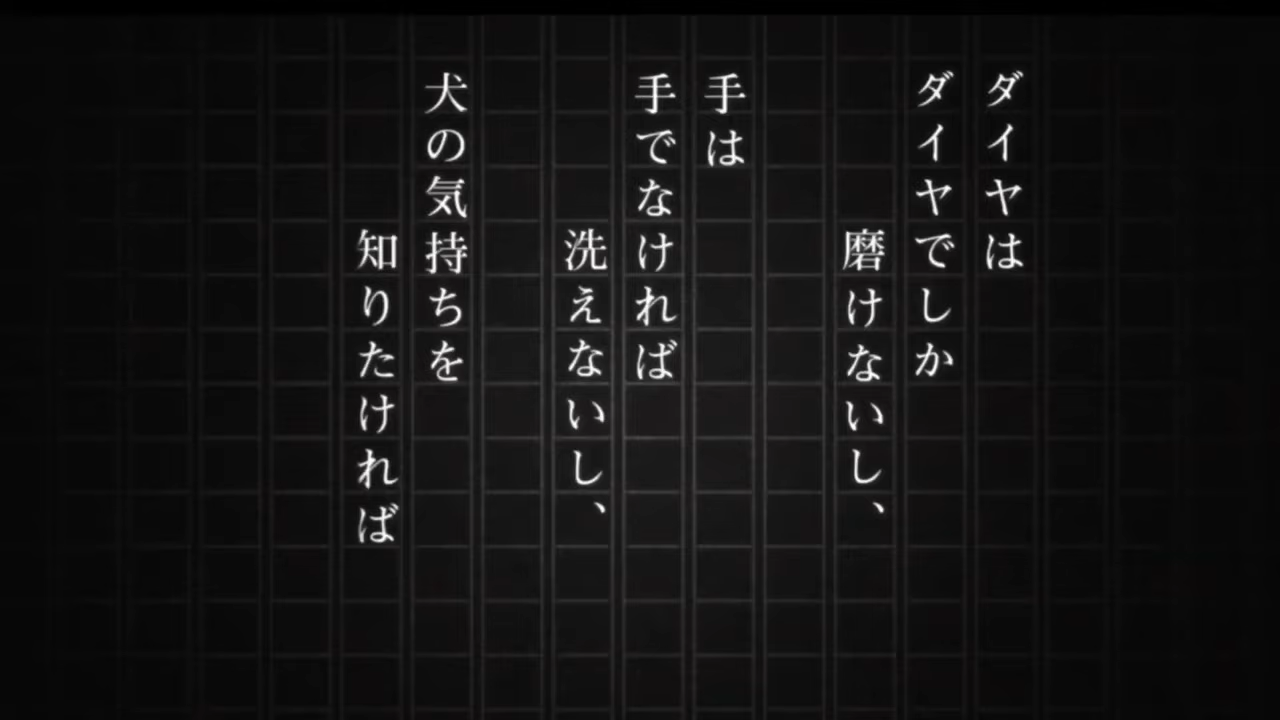 ダイヤは
ダイヤでしか
磨けないし、
手は
手でなければ
洗えないし、
犬の気持ちを
知りたければ